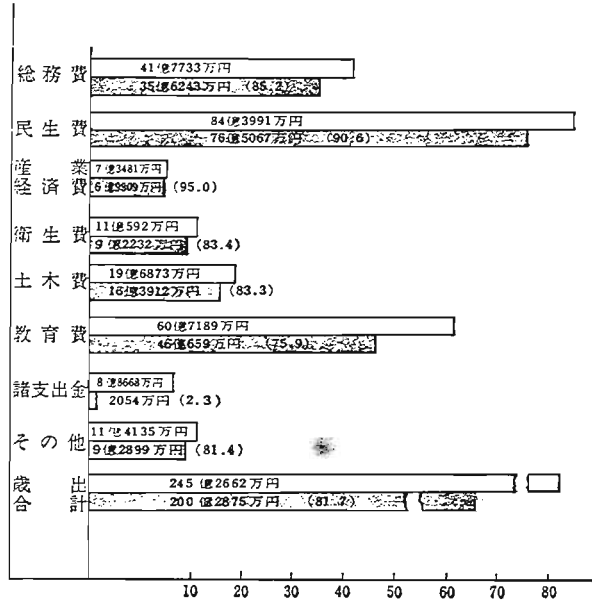 総務費
41億7733万円
35億6243万円 (85.2)
民生費
84億3991万円
76億5067万円 (90.6)
産業
経済費
7億3481万円
6億9809万円 (95.0)
衛生費
11億592万円
9億2232万円 (83.4)
土木費
19億6873万円
16億3912万円 (83.3)
教育費
60億7189万円
46億659万円 (75.9)
諸支出金
8億8668万円
2054万円 (2.3)
その他
11億4135万円
9億2899万円 (81.4)
歳出
合計
245億2662万円
200億2875万円 (81.7)
10 20 30 40 50 60 70 80